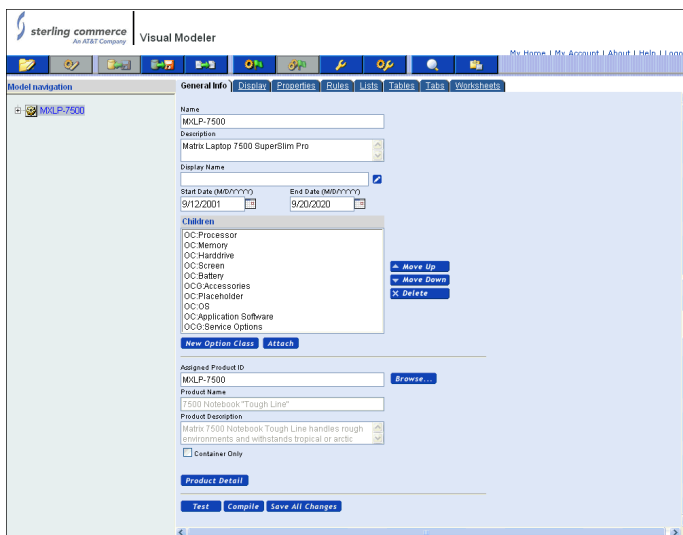 sterling commerce
An AT&T Company
Visual Modeler
My Home | My Account | About | Help | Logo
Model navigation
General Info Display Properties Rules Lists Tables Tabs Worksheets
MXLP-7500
Name
MXLP-7500
Description
Matrix Laptop 7500 SuperSlim Pro
Display Name
Start Date (M/D/YYYY) End Date (M/D/YYYY)
9/12/2001 9/20/2020
Children
OC:Processor
OC:Memory
OC:Harddrive
OC:Screen
OC:Battery
OCG:Accessories
OC:Placeholder
OC:OS
OC:Application Software
OCG:Service Options
Move Up
Move Down
Delete
New Option Class Attach
Assigned Product ID
MXLP-7500 Browse...
Product Name
7500 Notebook "Tough Line"
Product Description
Matrix 7500 Notebook Tough Line handles rough
environments and withstands tropical or arctic
Container Only
Product Detail
Test Compile Save All Changes